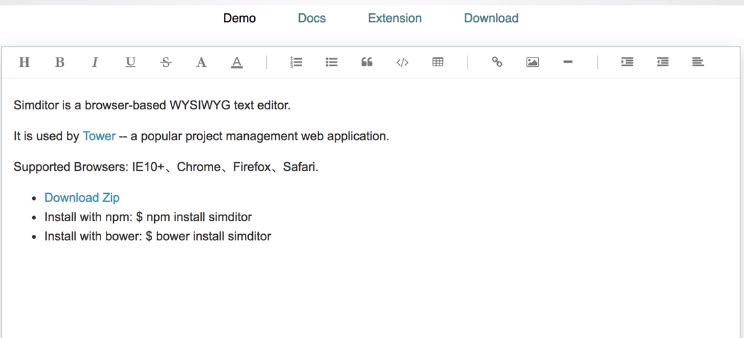 Demo Docs Extension Download
H B I U S A A
Simditor is a browser-based WYSIWYG text editor.
It is used by Tower -- a popular project management web application.
Supported Browsers: IE10+、Chrome、Firefox、Safari.
• Download Zip
• Install with npm: $ npm install simditor
• Install with bower: $ bower install simditor